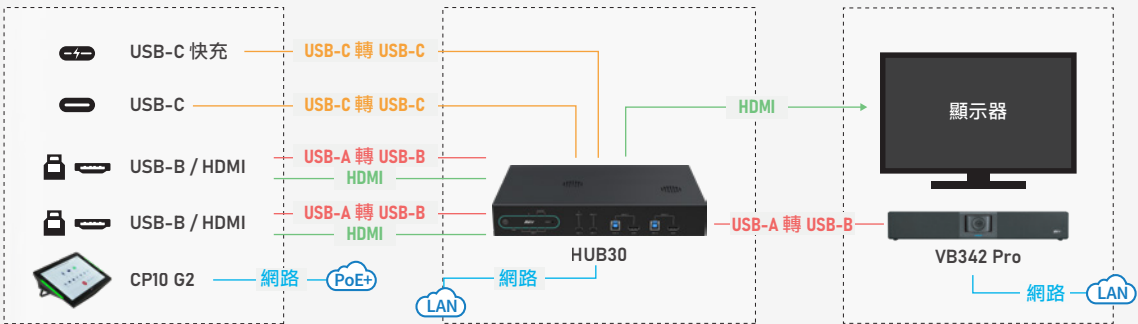 USB-C 快充
USB-C 轉 USB-C
USB-C
USB-C 轉 USB-C
HDMI
顯示器
USB-B / HDMI
USB-A 轉 USB-B
HDMI
USB-B / HDMI
USB-A 轉 USB-B
HDMI
USB-A 轉 USB-B
HUB30
VB342 Pro
CP10 G2
網路
PoE+
網路
LAN
網路
LAN